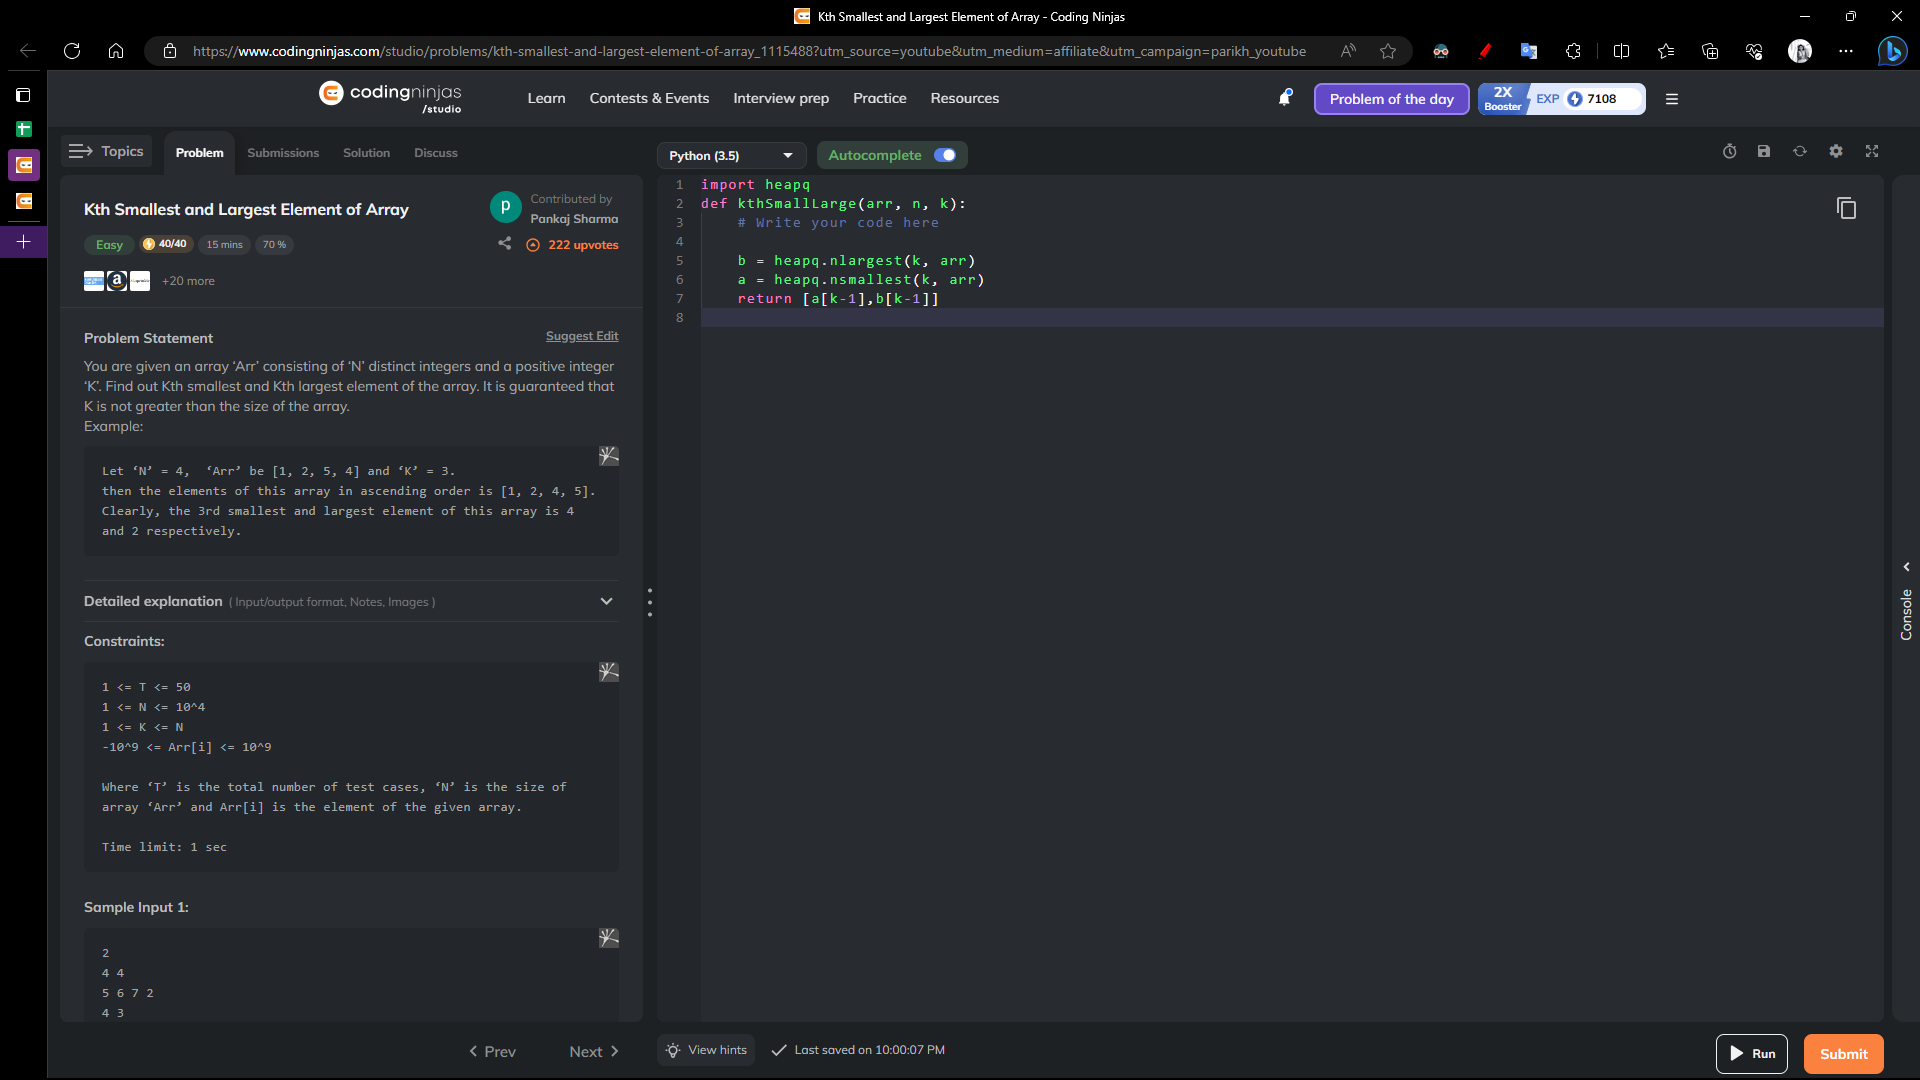 Kth Smallest and Largest Element of Array - Coding Ninjas
https://www.codingninjas.com/studio/problems/kth-smallest-and-largest-element-of-array_1115488?utm_source=youtube&utm_medium=affiliate&utm_campaign=parikh_youtube
codingninjas
/studio
Learn
Contests & Events
Interview prep
Practice
Resources
Problem of the day
2X
Booster
EXP
7108
Topics
Problem
Submissions
Solution
Discuss
Kth Smallest and Largest Element of Array
P
Contributed by
Pankaj Sharma
Easy
40/40
15 mins
70 %
222 upvotes
+20 more
Problem Statement
Suggest Edit
You are given an array ‘Arr’ consisting of ‘N’ distinct integers and a positive integer
‘K’. Find out Kth smallest and Kth largest element of the array. It is guaranteed that
K is not greater than the size of the array.
Example:
Let ‘N’ = 4,  ‘Arr’ be [1, 2, 5, 4] and ‘K’ = 3.
then the elements of this array in ascending order is [1, 2, 4, 5].
Clearly, the 3rd smallest and largest element of this array is 4
and 2 respectively.
Detailed explanation ( Input/output format, Notes, Images )
Constraints:
1 <= T <= 50
1 <= N <= 10^4
1 <= K <= N
-10^9 <= Arr[i] <= 10^9
Where ‘T’ is the total number of test cases, ‘N’ is the size of
array ‘Arr’ and Arr[i] is the element of the given array.
Time limit: 1 sec
Sample Input 1:
2
4 4
5 6 7 2
4 3
Prev
Next
Python (3.5)
Autocomplete
1 import heapq
2 def kthSmallLarge(arr, n, k):
3     # Write your code here
4
5     b = heapq.nlargest(k, arr)
6     a = heapq.nsmallest(k, arr)
7     return [a[k-1],b[k-1]]
8
Console
View hints
Last saved on 10:00:07 PM
Run
Submit